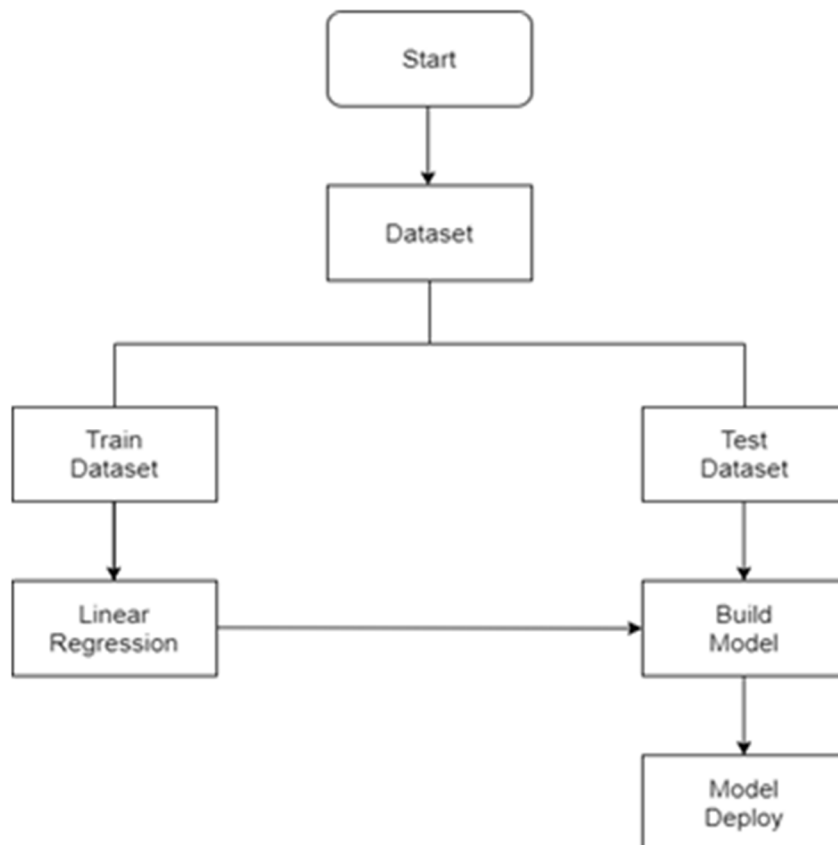 Start
Dataset
Train
Dataset
Test
Dataset
Linear
Regression
Build
Model
Model
Deploy